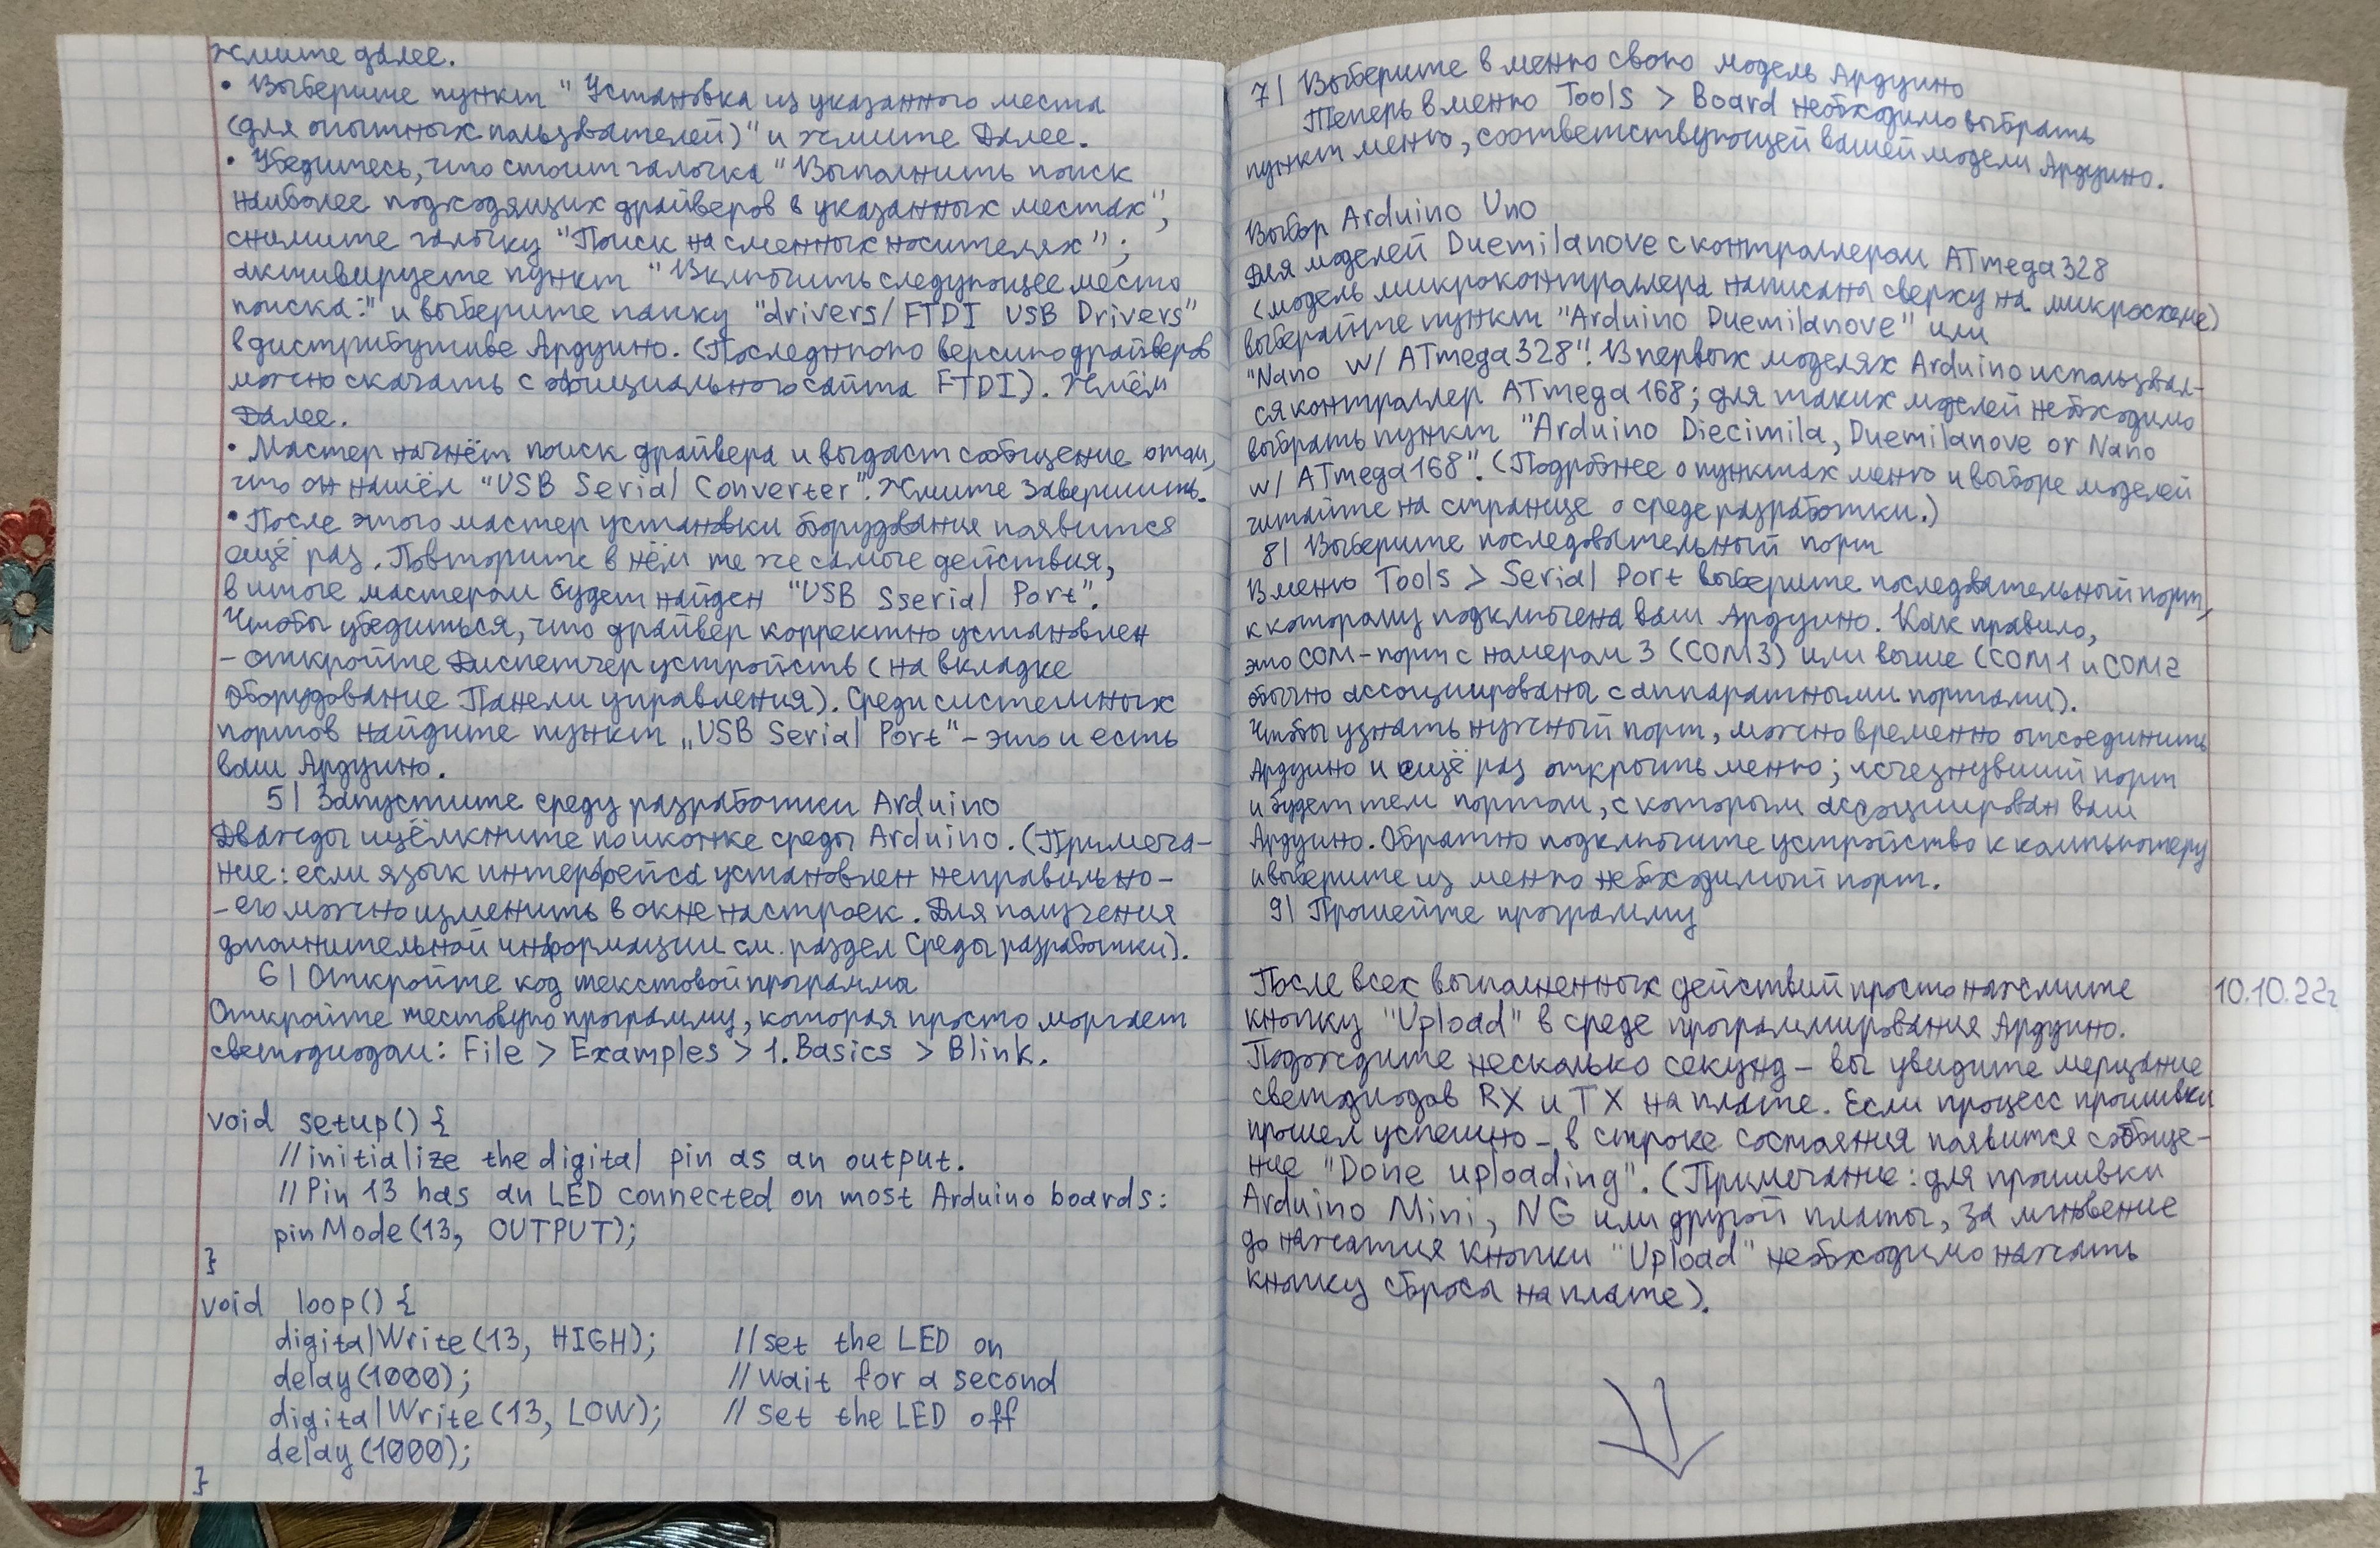 жмите далее.
• Выберите пункт "Установка из указанного места
(для опытных пользвателей)" и жмите Далее.
• Убедитесь, что стоит галочка "Выполнить поиск
наиболее подходящих драйверов в указанных местах",
снимите галочку "Поиск на сменных носителях";
активируете пункт "Включить следующее место
поиска:" и выберите папку "drivers/ FTDI USB Drivers"
в дистрибутиве Ардуино. (Последнюю версию драйверов
можно скачать с официального сайта FTDI). Жмём
Далее.
• Мастер начнёт поиск драйвера и выдаст сообщение о том,
что он нашёл "USB Serial Converter". Жмите Завершить.
• После этого мастер установки оборудования появится
ещё раз. Повторите в нём те же самые действия,
в итоге мастером будет найден "USB Sserial Port".
Чтобы убедиться, что драйвер корректно установлен
– откройте Диспетчер устройств (на вкладке
Оборудование Панели управления). Среди системных
портов найдите пункт „USB Serial Port" – это и есть
ваш Ардуино.
5) Запустите среду разработки Arduino
Дважды щёлкните по иконке среды Arduino. (Примеча-
ние: если язык интерфейса установлен неправильно-
- его можно изменить в окне настроек. Для получения
дополнительной информации см. раздел Среды разработки).
6) Откройте код текстовой программа
Откройте тестовую программу, которая просто моргает
светодиодом: File > Examples > 1. Basics > Blink.
void setup() {
//initialize the digital pin as an output.
//Pin 13 has an LED connected on most Arduino boards:
pinMode(13, OUTPUT);
}
void loop() {
digitalWrite(13, HIGH); //set the LED on
delay(1000); //wait for a second
digitalWrite(13, LOW); //set the LED off
delay(1000);
}
7) Выберите в меню свою модель Ардуино
Теперь в меню Tools > Board необходимо выбрать
пункт меню, соответствующей вашей модели Ардуино.
Выбор Arduino Uno
Для моделей Duemilanove с контроллером ATmega328
(модель микроконтроллера написаны сверху на микросхеме)
выберайте пункт "Arduino Duemilanove" или
"Nano w/ ATmega328". В первых моделях Arduino использвал-
ся контроллер ATmega168; для таких моделей необходимо
выбрать пункт "Arduino Diecimila, Duemilanove or Nano
w/ ATmega168". (Подробнее о пунктах меню и выборе моделей
читайте на странице о среде разработки.)
8) Выберите последовательный порт
В меню Tools > Serial Port выберите последвательный порт,
к которому подключена ваш Ардуино. Как правило,
это COM-порт с номером 3 (COM3) или выше (COM1 и COM2
обычно ассоциированы с аппаратными портами).
Чтобы узнать нужный порт, можно временно отсоединить
Ардуино и ещё раз открыть меню; исчезнувший порт
и будет тем портом, с которым ассоциирован ваш
Ардуино. Обратно подключите устройство к компьютеру
и выберите из меню необходимый порт.
9) Прошейте программу
После всех выполненных действий просто нажмите 10.10.22г
кнопку "Upload" в среде программирования Ардуино.
Подождите несколько секунд – вы увидите мерцание
светодиодов RX и TX на плате. Если процесс прошивки
прошел успешно – в строке состояния появится сообще-
ние "Done uploading". (Примечание: для прошивки
Arduino Mini, NG или другой платы, за мгновение
до нажатия кнопки "Upload" необходимо нажать
кнопку сброса на плате).